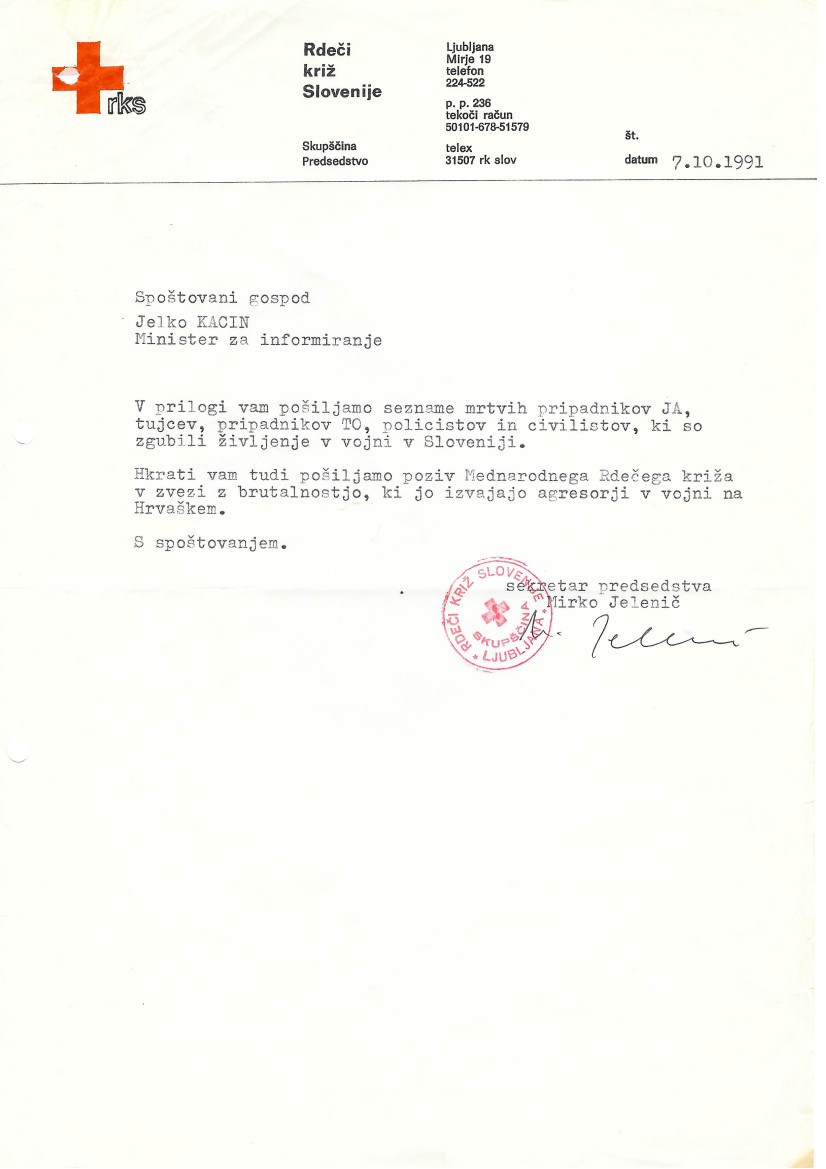 rks
Rdeči
križ
Slovenije
Skupščina
Predsedstvo
Ljubljana
Mirje 19
telefon
224-522
p. p. 236
tekoči račun
50101-678-51579
telex
31507 rk slov
št.
datum 7.10.1991
Spoštovani gospod
Jelko KACIN
Minister za informiranje
V prilogi vam pošiljamo sezname mrtvih pripadnikov JA,
tujcev, pripadnikov TO, policistov in civilistov, ki so
zgubili življenje v vojni v Sloveniji.
Hkrati vam tudi pošiljamo poziv Mednarodnega Rdečega križa
v zvezi z brutalnostjo, ki jo izvajajo agresorji v vojni na
Hrvaškem.
S spoštovanjem.
sekretar predsedstva
Mirko Jelenič
RDEČI KRIŽ SLOVENIJE
SKUPŠČINA
* LJUBLJANA *
M. Jelenič